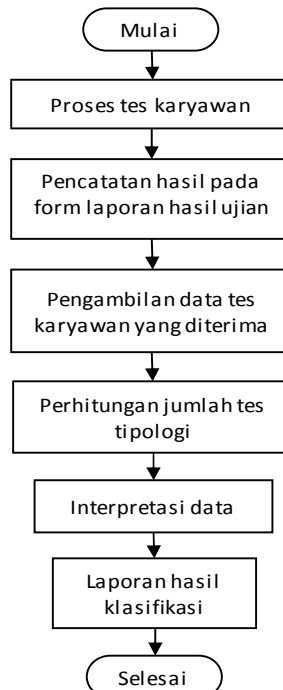 Mulai
Proses tes karyawan
Pencatatan hasil pada
form laporan hasil ujian
Pengambilan data tes
karyawan yang diterima
Perhitungan jumlah tes
tipologi
Interpretasi data
Laporan hasil
klasifikasi
Selesai